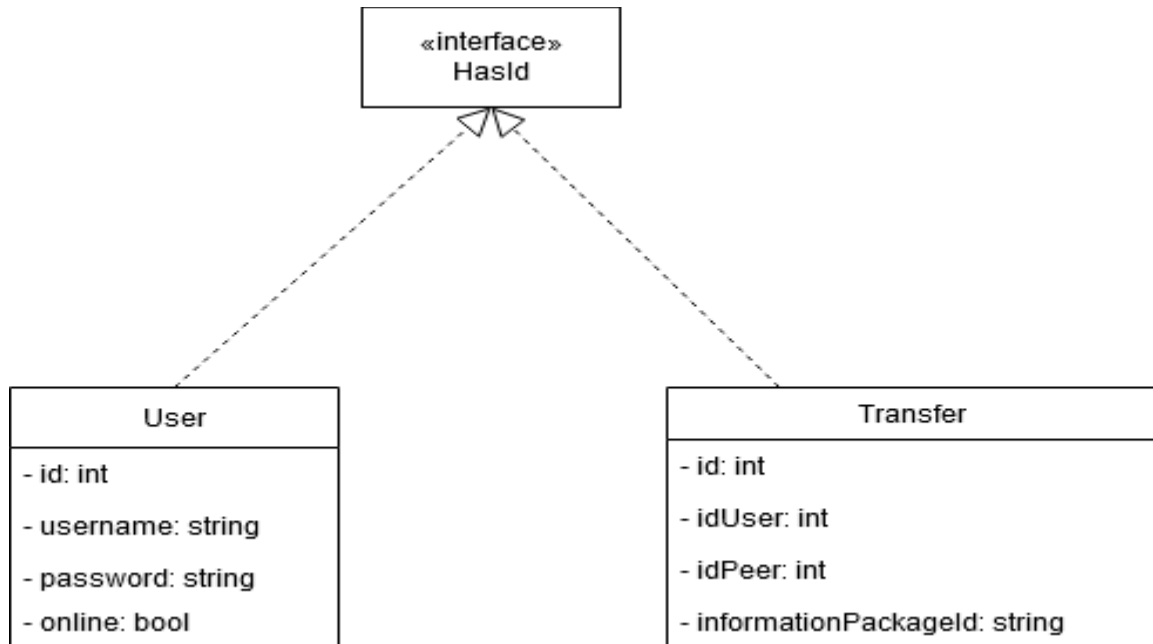 «interface»
HasId
User
- id: int
- username: string
- password: string
- online: bool
Transfer
- id: int
- idUser: int
- idPeer: int
- informationPackageId: string